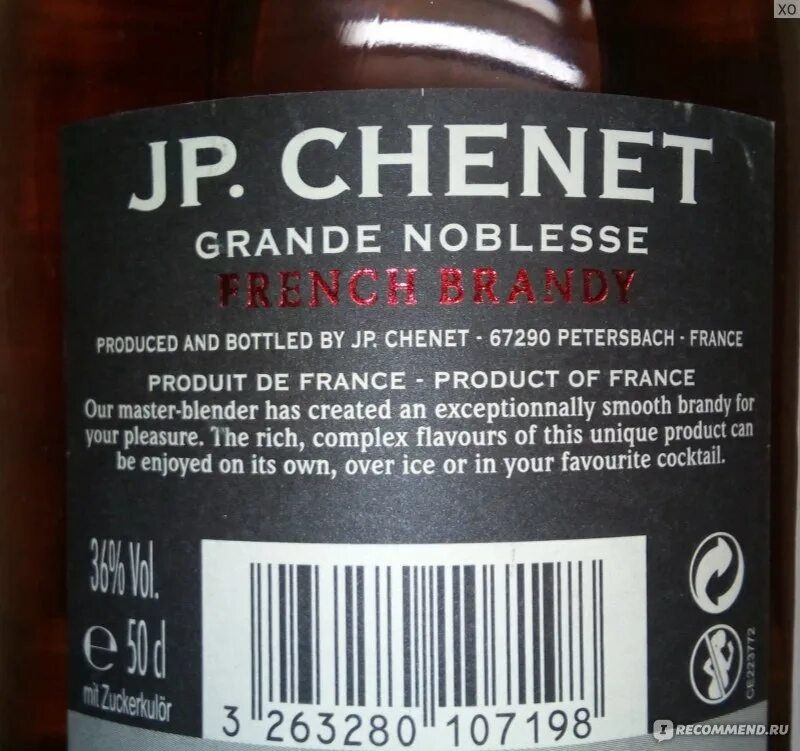 XO
JP. CHENET
GRANDE NOBLESSE
FRENCH BRANDY
PRODUCED AND BOTTLED BY JP. CHENET - 67290 PETERSBACH - FRANCE
PRODUIT DE FRANCE - PRODUCT OF FRANCE
Our master-blender has created an exceptionnally smooth brandy for
your pleasure. The rich, complex flavours of this unique product can
be enjoyed on its own, over ice or in your favourite cocktail.
36% Vol.
e 50 cl
mit Zuckerkulör
3 263280 107198
CE223772
IRECOMMEND.RU